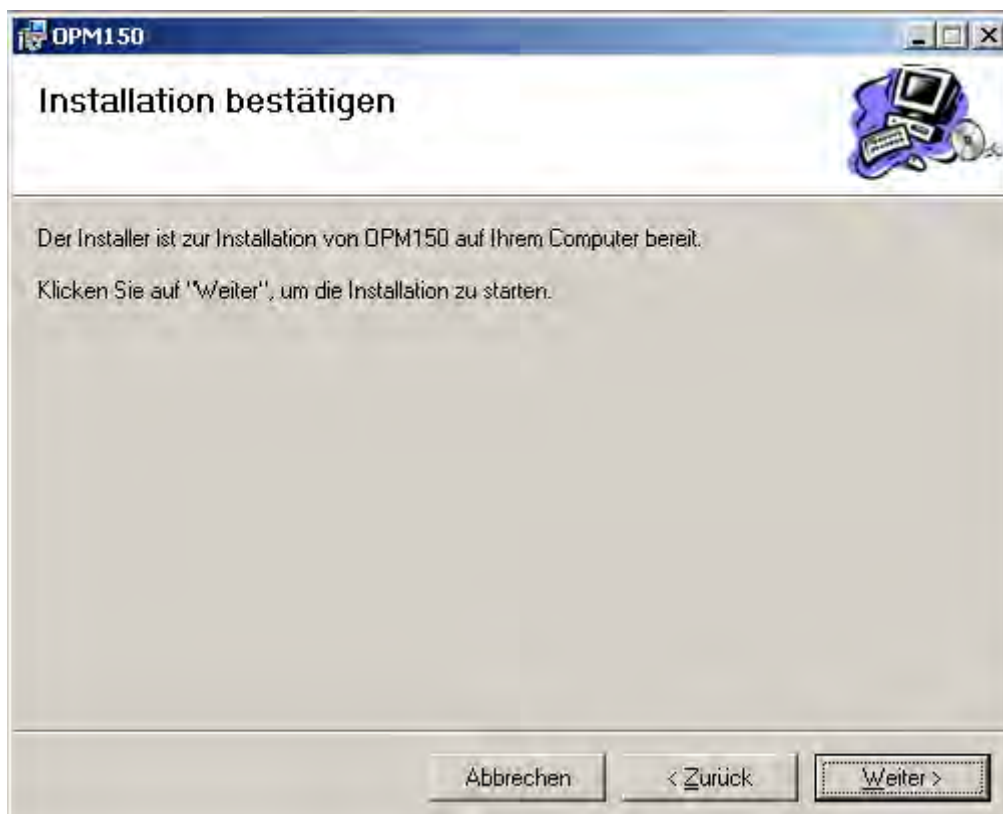 OPM150
Installation bestätigen
Der Installer ist zur Installation von OPM150 auf Ihrem Computer bereit.
Klicken Sie auf "Weiter", um die Installation zu starten.
Abbrechen
< Zurück
Weiter >